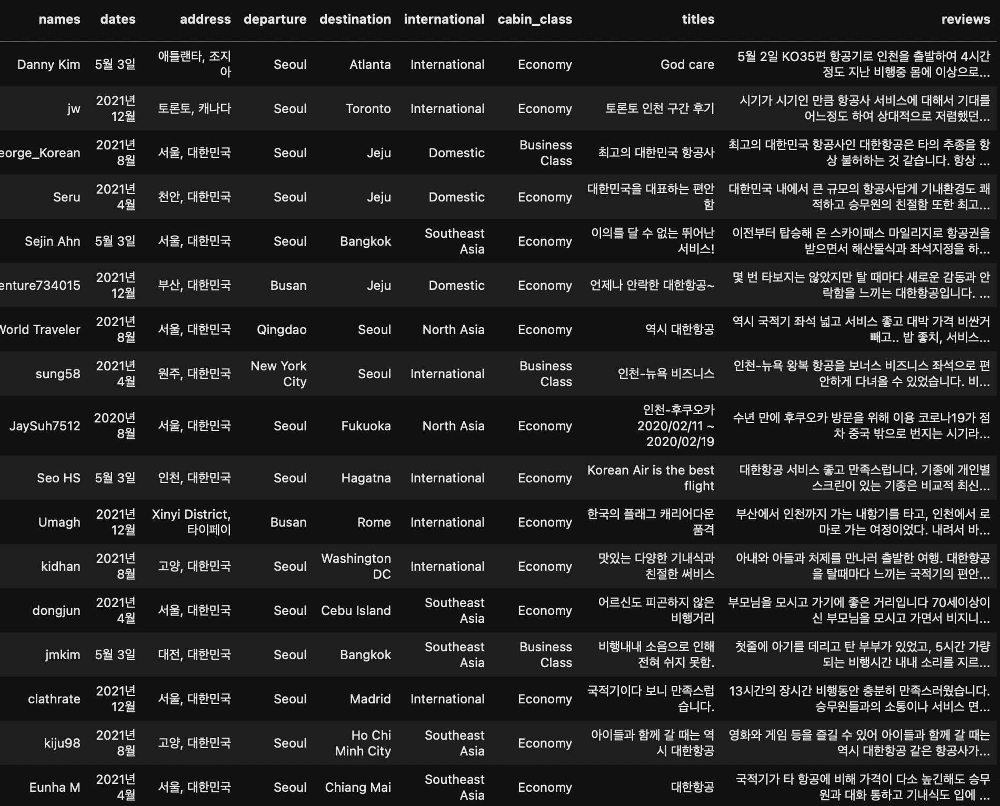 names dates address departure destination international cabin_class titles reviews
Danny Kim 5월 3일 애틀랜타, 조지아 Seoul Atlanta International Economy God care 5월 2일 KO35편 항공기로 인천을 출발하여 4시간 정도 지난 비행중 몸에 이상으로...
jw 2021년 12월 토론토, 캐나다 Seoul Toronto International Economy 토론토 인천 구간 후기 시기가 시기인 만큼 항공사 서비스에 대해서 기대를 어느정도 하여 상대적으로 저렴했던...
eorge_Korean 2021년 8월 서울, 대한민국 Seoul Jeju Domestic Business Class 최고의 대한민국 항공사 최고의 대한민국 항공사인 대한항공은 타의 추종을 항상 불허하는 것 같습니다. 항상 ...
Seru 2021년 4월 천안, 대한민국 Seoul Jeju Domestic Economy 대한민국을 대표하는 편안함 대한민국 내에서 큰 규모의 항공사답게 기내환경도 쾌적하고 승무원의 친절함 또한 최고...
Sejin Ahn 5월 3일 서울, 대한민국 Seoul Bangkok Southeast Asia Economy 이의를 달 수 없는 뛰어난 서비스! 이전부터 탑승해 온 스카이패스 마일리지로 항공권을 받으면서 해산물식과 좌석지정을 하...
enture734015 2021년 12월 부산, 대한민국 Busan Jeju Domestic Economy 언제나 안락한 대한항공~ 몇 번 타보지는 않았지만 탈 때마다 새로운 감동과 안락함을 느끼는 대한항공입니다. ...
World Traveler 2021년 8월 서울, 대한민국 Qingdao Seoul North Asia Economy 역시 대한항공 역시 국적기 좌석 넓고 서비스 좋고 대박 가격 비싼거 빼고.. 밥 좋치, 서비스...
sung58 2021년 4월 원주, 대한민국 New York City Seoul International Business Class 인천-뉴욕 비즈니스 인천-뉴욕 왕복 항공을 보너스 비즈니스 좌석으로 편안하게 다녀올 수 있었습니다. 비...
JaySuh7512 2020년 8월 서울, 대한민국 Seoul Fukuoka North Asia Economy 인천-후쿠오카 2020/02/11 ~ 2020/02/19 수년 만에 후쿠오카 방문을 위해 이용 코로나19가 점차 중국 밖으로 번지는 시기라...
Seo HS 5월 3일 인천, 대한민국 Seoul Hagatna International Economy Korean Air is the best flight 대한항공 서비스 좋고 만족스럽니다. 기종에 개인별 스크린이 있는 기종은 비교적 최신...
Umagh 2021년 12월 Xinyi District, 타이페이 Busan Rome International Economy 한국의 플래그 캐리어다운 품격 부산에서 인천까지 가는 내항기를 타고, 인천에서 로마로 가는 여정이었다. 내려서 바...
kidhan 2021년 8월 고양, 대한민국 Seoul Washington DC International Economy 맛있는 다양한 기내식과 친절한 써비스 아내와 아들과 처제를 만나러 출발한 여행. 대한향공을 탈때마다 느끼는 국적기의 편안...
dongjun 2021년 4월 서울, 대한민국 Seoul Cebu Island Southeast Asia Economy 어르신도 피곤하지 않은 비행거리 부모님을 모시고 가기에 좋은 거리입니다 70세이상이신 부모님을 모시고 가면서 비지니...
jmkim 5월 3일 대전, 대한민국 Seoul Bangkok Southeast Asia Business Class 비행내내 소음으로 인해 전혀 쉬지 못함. 첫줄에 아기를 데리고 탄 부부가 있었고, 5시간 가량되는 비행시간 내내 소리를 지르...
clathrate 2021년 12월 서울, 대한민국 Seoul Madrid International Economy 국적기이다 보니 만족스럽습니다. 13시간의 장시간 비행동안 충분히 만족스러웠습니다. 승무원들과의 소통이나 서비스 면...
kiju98 2021년 8월 고양, 대한민국 Seoul Ho Chi Minh City Southeast Asia Economy 아이들과 함께 갈 때는 역시 대한항공 영화와 게임 등을 즐길 수 있어 아이들과 함께 갈 때는 역시 대한항공 같은 항공사가...
Eunha M 2021년 4월 서울, 대한민국 Seoul Chiang Mai Southeast Asia Economy 대한항공 국적기가 타 항공에 비해 가격이 다소 높긴해도 승무원과 대화 통하고 기내식도 입에 ...